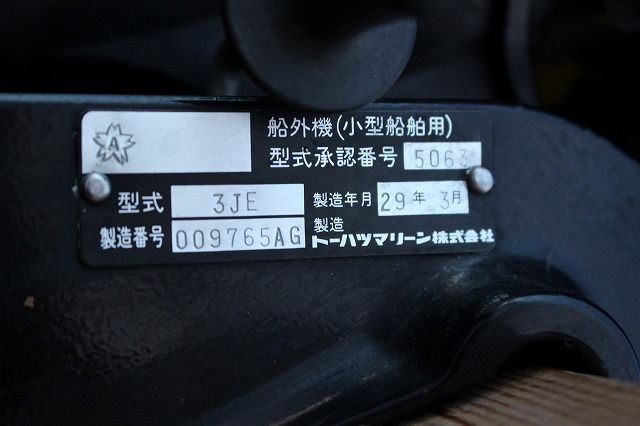 A
船外機(小型船舶用)
型式承認番号 5063
型式 3JE 製造年月 29年 3月
製造番号 009765AG 製造
トーハツマリーン株式会社